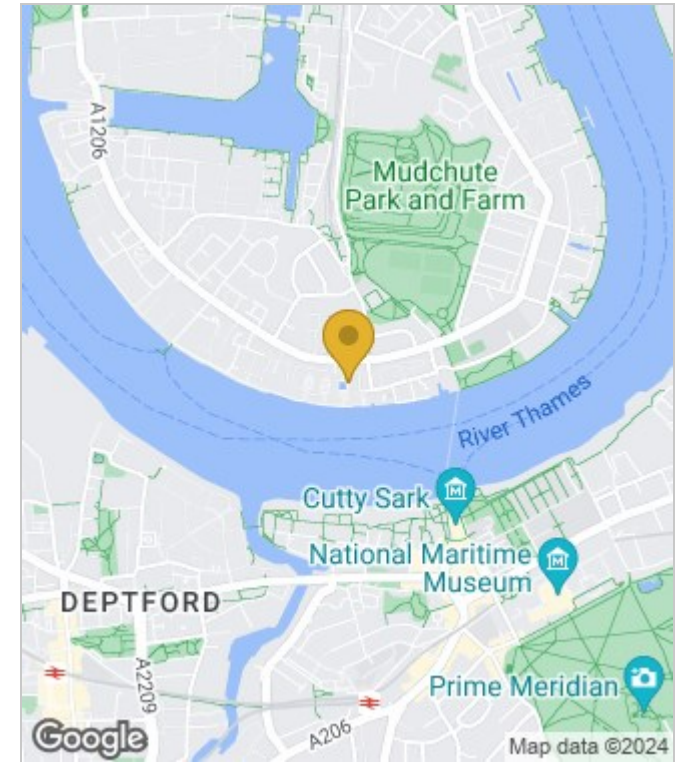 A1206
Mudchute
Park and Farm
River Thames
Cutty Sark
National Maritime
Museum
DEPTFORD
A2209
Prime Meridian
A206
Google
Map data ©2024